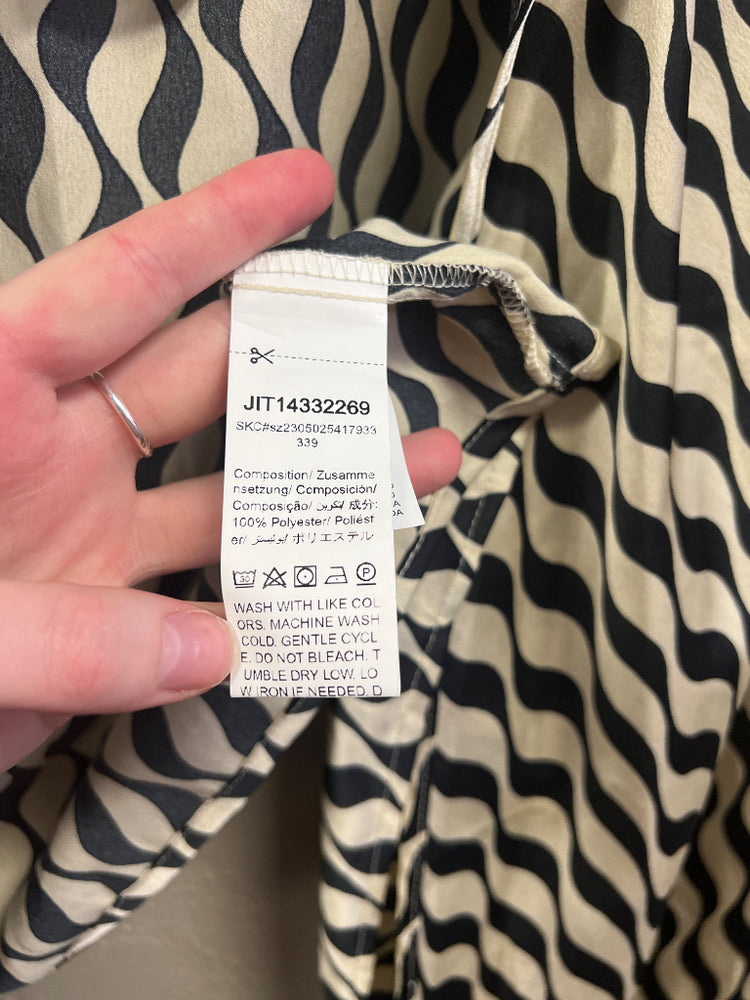 JIT14332269
SKC#sz2305025417933
339
Composition/ Zusamme
nsetzung/ Composición/
Composição/ تكوين/ 成分:
100% Polyester/ Poliést
er/ بوليستر/ ポリエステル
30
P
WASH WITH LIKE COL
ORS. MACHINE WASH
COLD. GENTLE CYCL
E. DO NOT BLEACH. T
UMBLE DRY LOW. LO
W IRON IF NEEDED. D